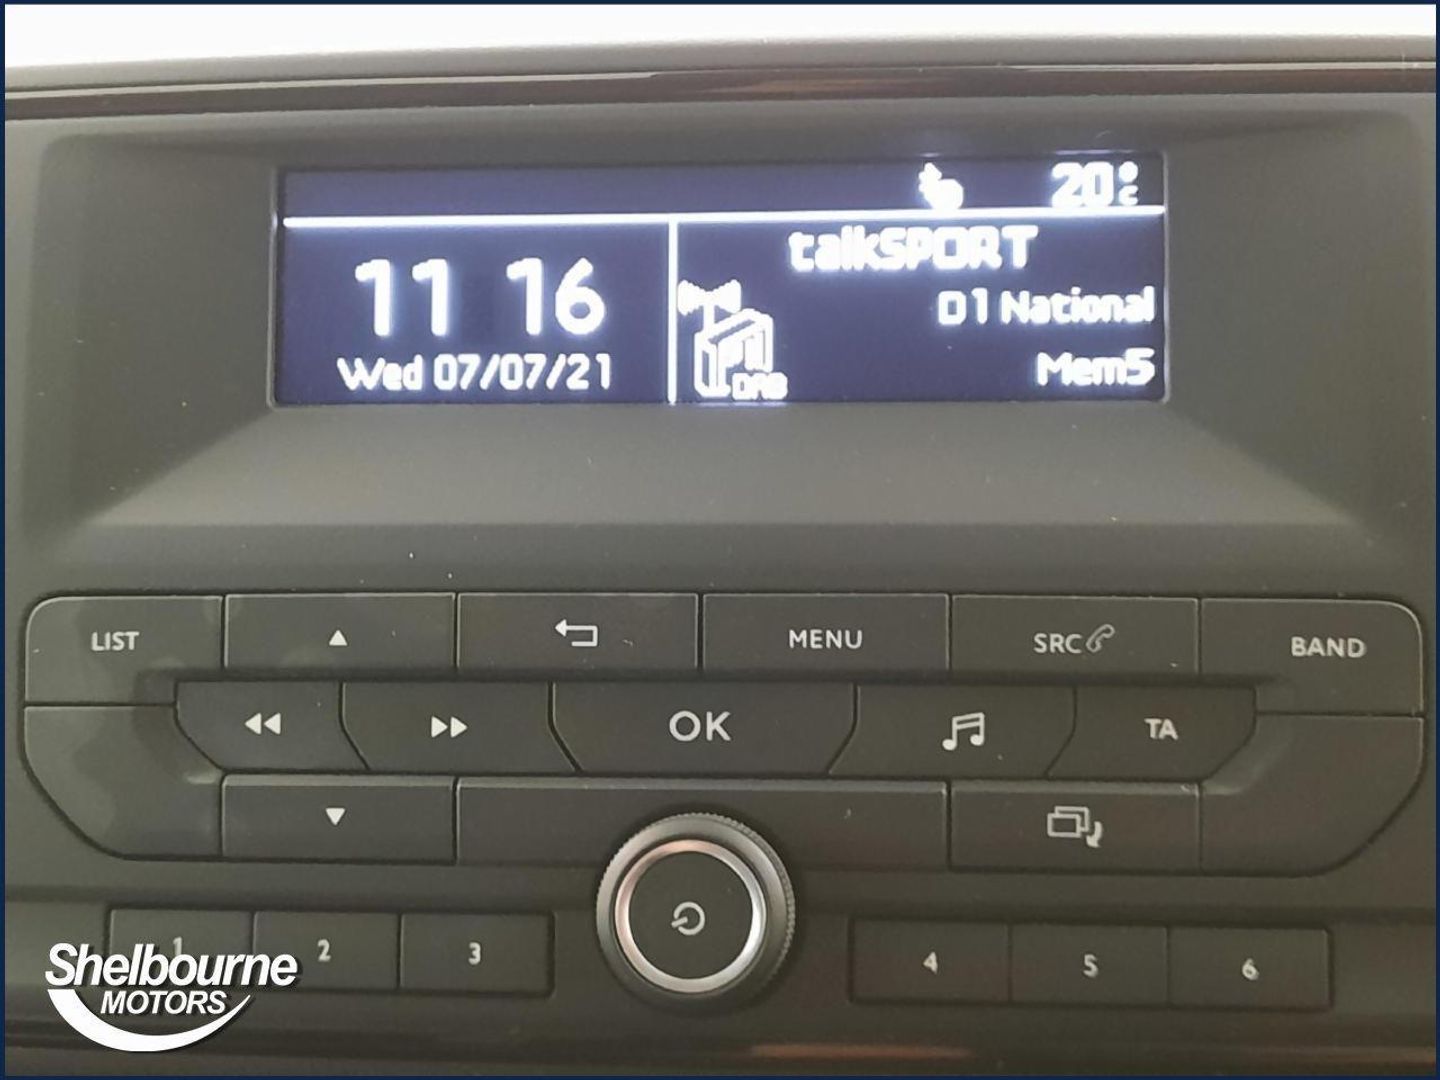 20°C
talkSPORT
11 16
D1 National
Wed 07/07/21
Mem5
DAB
LIST
MENU
SRC
BAND
OK
TA
1 2 3
4 5 6
Shelbourne
MOTORS